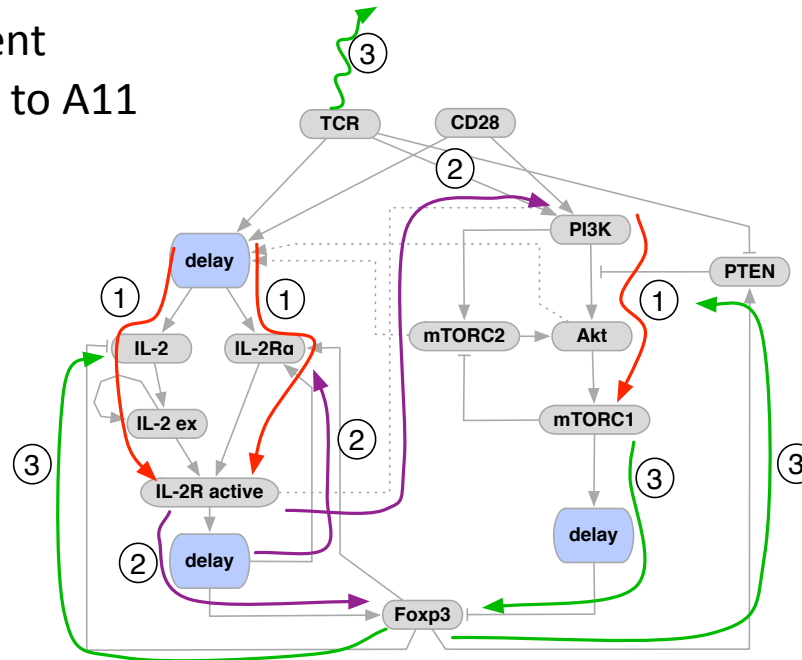 ent
to A11
3
TCR
CD28
2
PI3K
delay
PTEN
1
1
1
IL-2
IL-2Rα
mTORC2
Akt
IL-2 ex
mTORC1
2
3
3
3
IL-2R active
delay
delay
2
Foxp3